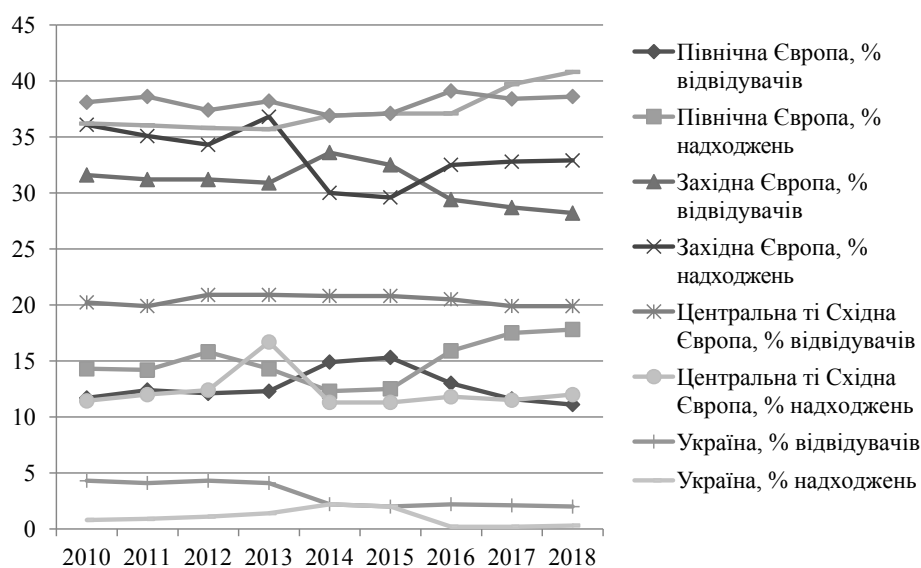 45
40
35
30
25
20
15
10
5
0
2010 2011 2012 2013 2014 2015 2016 2017 2018
Північна Європа, %
відвідувачів
Північна Європа, %
надходжень
Західна Європа, %
відвідувачів
Західна Європа, %
надходжень
Центральна ті Східна
Європа, % відвідувачів
Центральна ті Східна
Європа, % надходжень
Україна, % відвідувачів
Україна, % надходжень